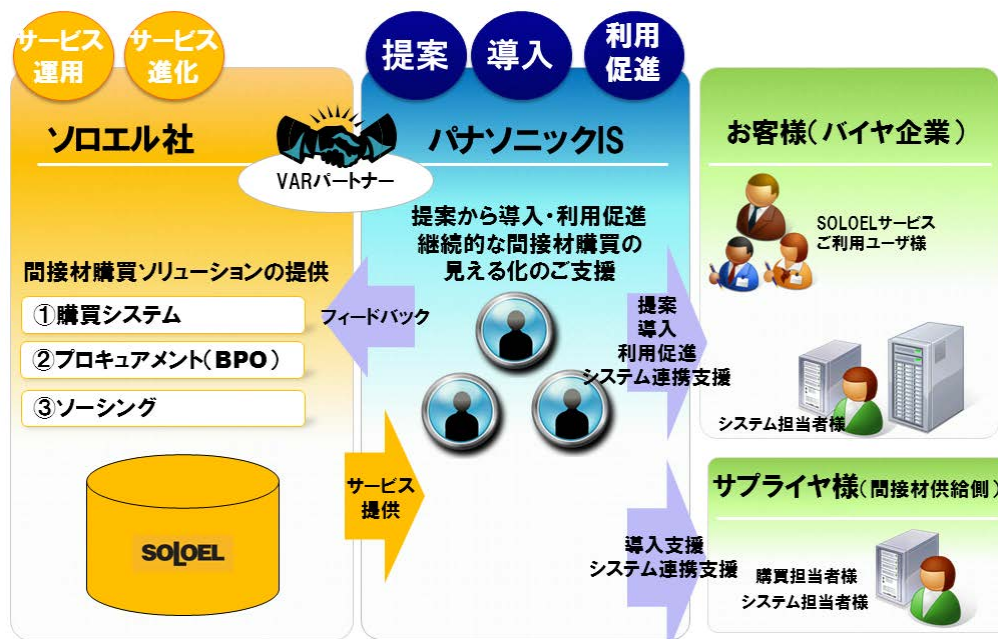 サービス
運用
サービス
進化
提案
導入
利用
促進
ソロエル社
VARパートナー
パナソニックIS
お客様(バイヤ企業)
間接材購買ソリューションの提供
①購買システム
②プロキュアメント(BPO)
③ソーシング
SOLOEL
提案から導入・利用促進
継続的な間接材購買の
見える化のご支援
フィードバック
サービス
提供
提案
導入
利用促進
システム連携支援
導入支援
システム連携支援
SOLOELサービス
ご利用ユーザ様
システム担当者様
サプライヤ様(間接材供給側)
購買担当者様
システム担当者様